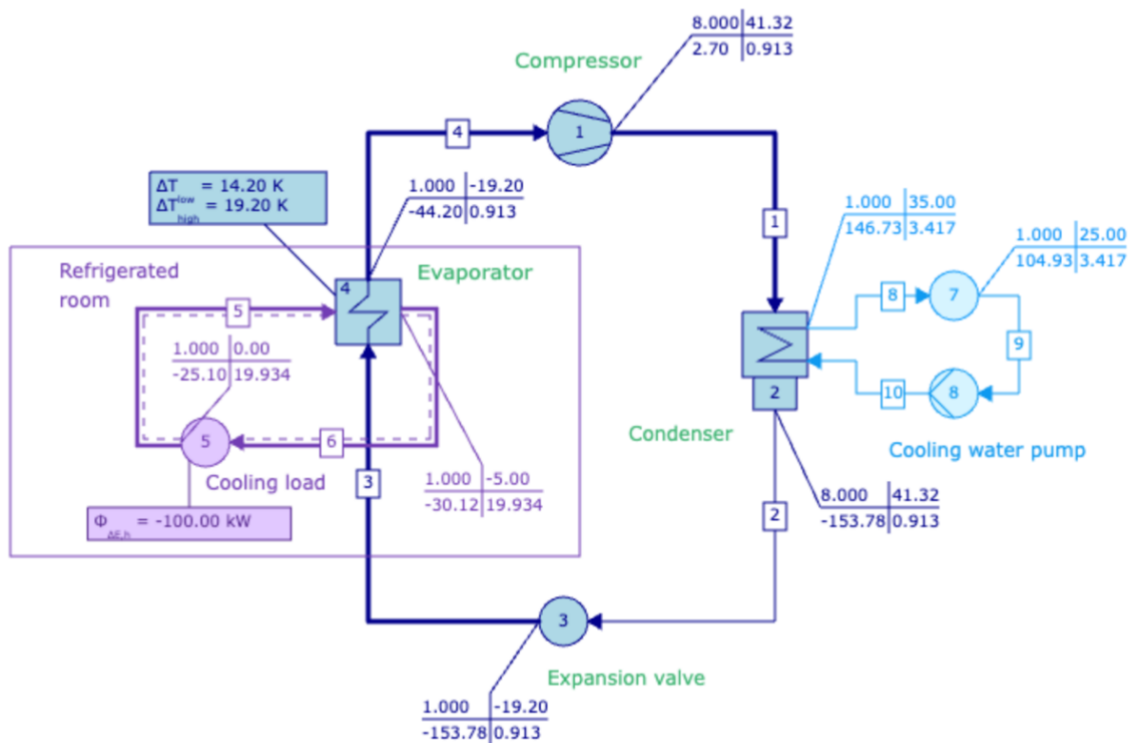 8.000 41.32
2.70 0.913
Compressor
4
1
ΔT low = 14.20 K
ΔT high = 19.20 K
1.000 -19.20
-44.20 0.913
1
1.000 35.00
146.73 3.417
1.000 25.00
104.93 3.417
Refrigerated
room
Evaporator
4
5
8
7
9
1.000 0.00
-25.10 19.934
2
10
8
5
6
Condenser
Cooling water pump
Cooling load
3
1.000 -5.00
-30.12 19.934
8.000 41.32
-153.78 0.913
2
Φ ΔE,h = -100.00 kW
3
Expansion valve
1.000 -19.20
-153.78 0.913